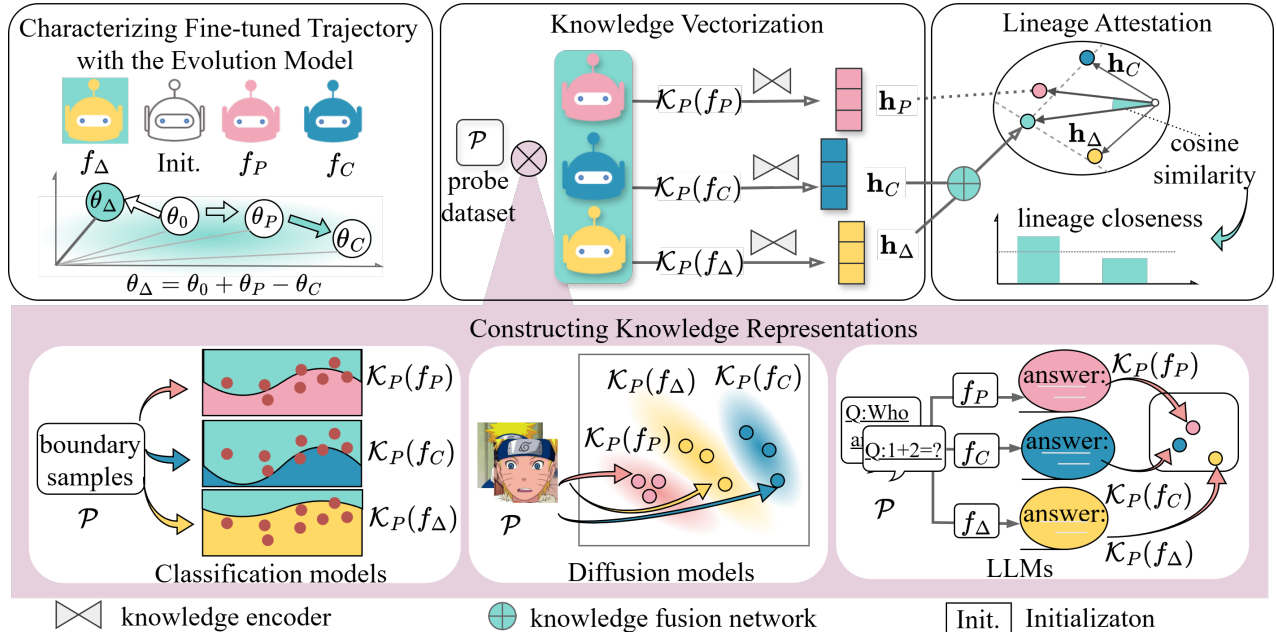 Characterizing Fine-tuned Trajectory
with the Evolution Model
f_Δ
Init.
f_P
f_C
θ_Δ
θ_0
θ_P
θ_C
θ_Δ = θ_0 + θ_P − θ_C
Knowledge Vectorization
𝒫
probe
dataset
𝒦_P(f_P)
h_P
𝒦_P(f_C)
h_C
𝒦_P(f_Δ)
h_Δ
Lineage Attestation
h_C
h_Δ
cosine
similarity
lineage closeness
Constructing Knowledge Representations
boundary
samples
𝒫
𝒦_P(f_P)
𝒦_P(f_C)
𝒦_P(f_Δ)
Classification models
𝒦_P(f_Δ)
𝒦_P(f_C)
𝒦_P(f_P)
𝒫
Diffusion models
Q:Who
Q:1+2=?
𝒫
f_P
f_C
f_Δ
answer:
answer:
answer:
𝒦_P(f_P)
𝒦_P(f_C)
𝒦_P(f_Δ)
LLMs
knowledge encoder
knowledge fusion network
Init.
Initializaton